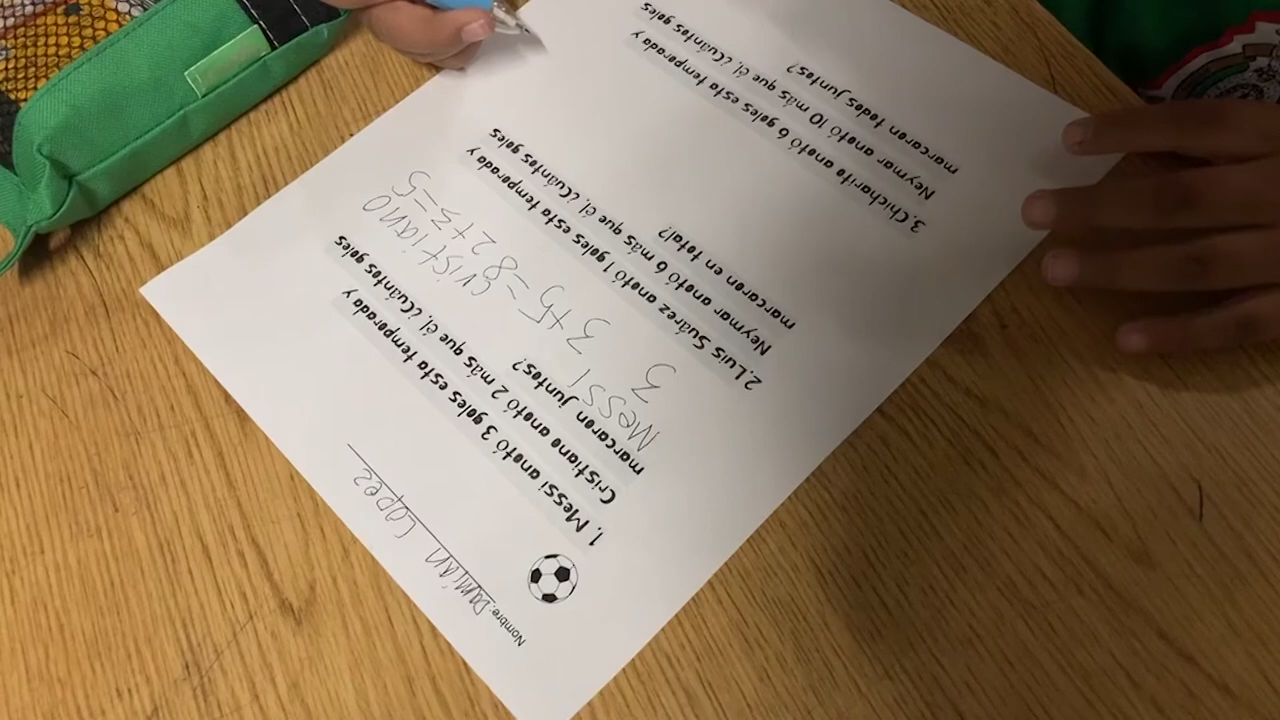 Nombre: Damian Lopez
1. Messi anotó 3 goles esta temporada y
Cristiano anotó 2 más que él, ¿Cuántos goles
marcaron juntos?
Messi
3
3+5=8
Cristiano
2+3=5
2. Luis Suárez anotó 1 goles esta temporada y
Neymar anotó 6 más que él, ¿Cuántos goles
marcaron en total?
3. Chicharito anotó 6 goles esta temporada y
Neymar anotó 10 más que él, ¿Cuántos goles
marcaron todos juntos?